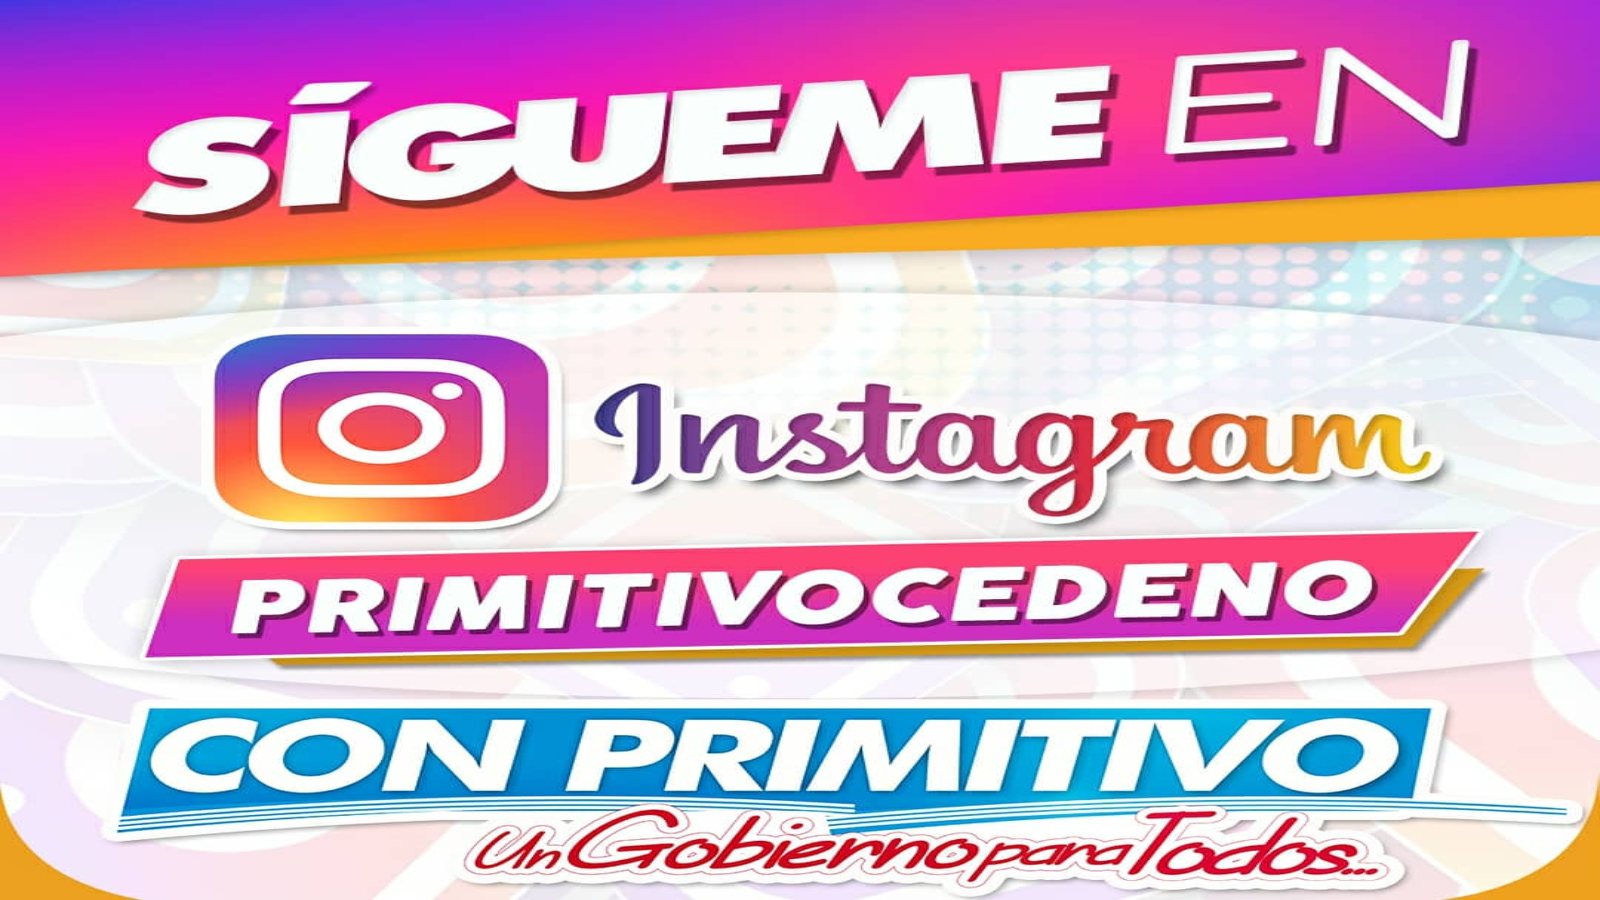 SÍGUEME EN
Instagram
PRIMITIVOCEDENO
CON PRIMITIVO
Un Gobierno para Todos...